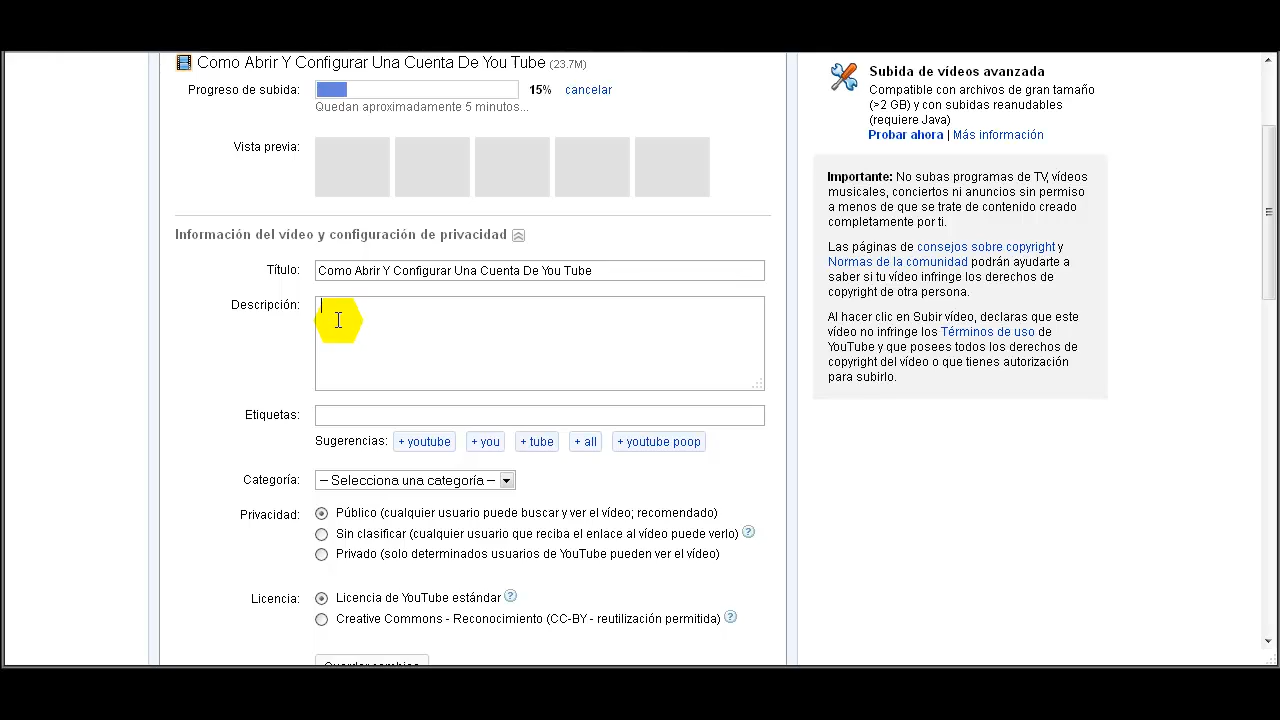 Como Abrir Y Configurar Una Cuenta De You Tube (23.7M)
Progreso de subida: 15% cancelar
Quedan aproximadamente 5 minutos...
Vista previa:
Información del vídeo y configuración de privacidad
Título: Como Abrir Y Configurar Una Cuenta De You Tube
Descripción:
Etiquetas:
Sugerencias: + youtube + you + tube + all + youtube poop
Categoría: -- Selecciona una categoría --
Privacidad: Público (cualquier usuario puede buscar y ver el vídeo; recomendado)
Sin clasificar (cualquier usuario que reciba el enlace al vídeo puede verlo) ?
Privado (solo determinados usuarios de YouTube pueden ver el vídeo)
Licencia: Licencia de YouTube estándar ?
Creative Commons - Reconocimiento (CC-BY - reutilización permitida) ?
Guardar cambios
Subida de vídeos avanzada
Compatible con archivos de gran tamaño
(>2 GB) y con subidas reanudables
(requiere Java)
Probar ahora | Más información
Importante: No subas programas de TV, vídeos
musicales, conciertos ni anuncios sin permiso
a menos de que se trate de contenido creado
completamente por ti.
Las páginas de consejos sobre copyright y
Normas de la comunidad podrán ayudarte a
saber si tu vídeo infringe los derechos de
copyright de otra persona.
Al hacer clic en Subir vídeo, declaras que este
vídeo no infringe los Términos de uso de
YouTube y que posees todos los derechos de
copyright del vídeo o que tienes autorización
para subirlo.